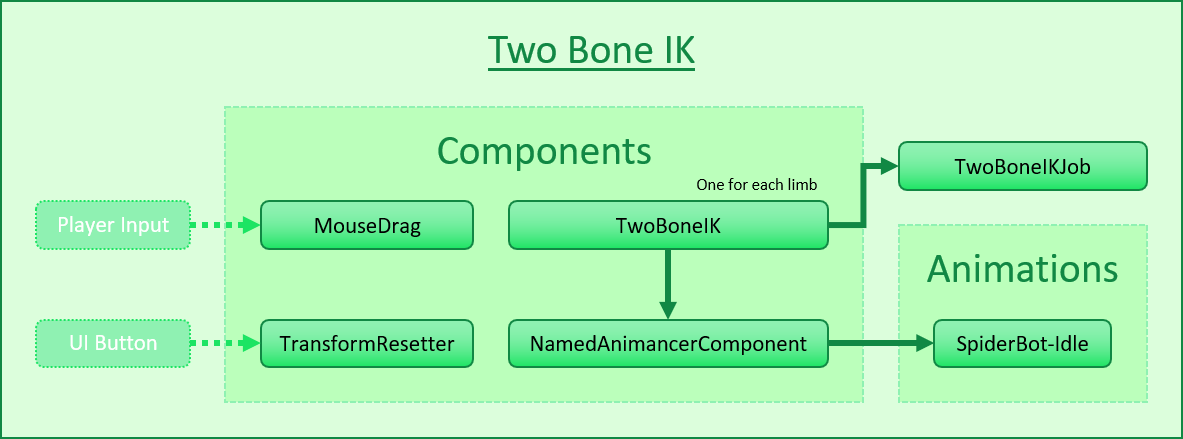 Two Bone IK
Components
One for each limb
TwoBoneIKJob
Player Input
MouseDrag
TwoBoneIK
Animations
UI Button
TransformResetter
NamedAnimancerComponent
SpiderBot-Idle